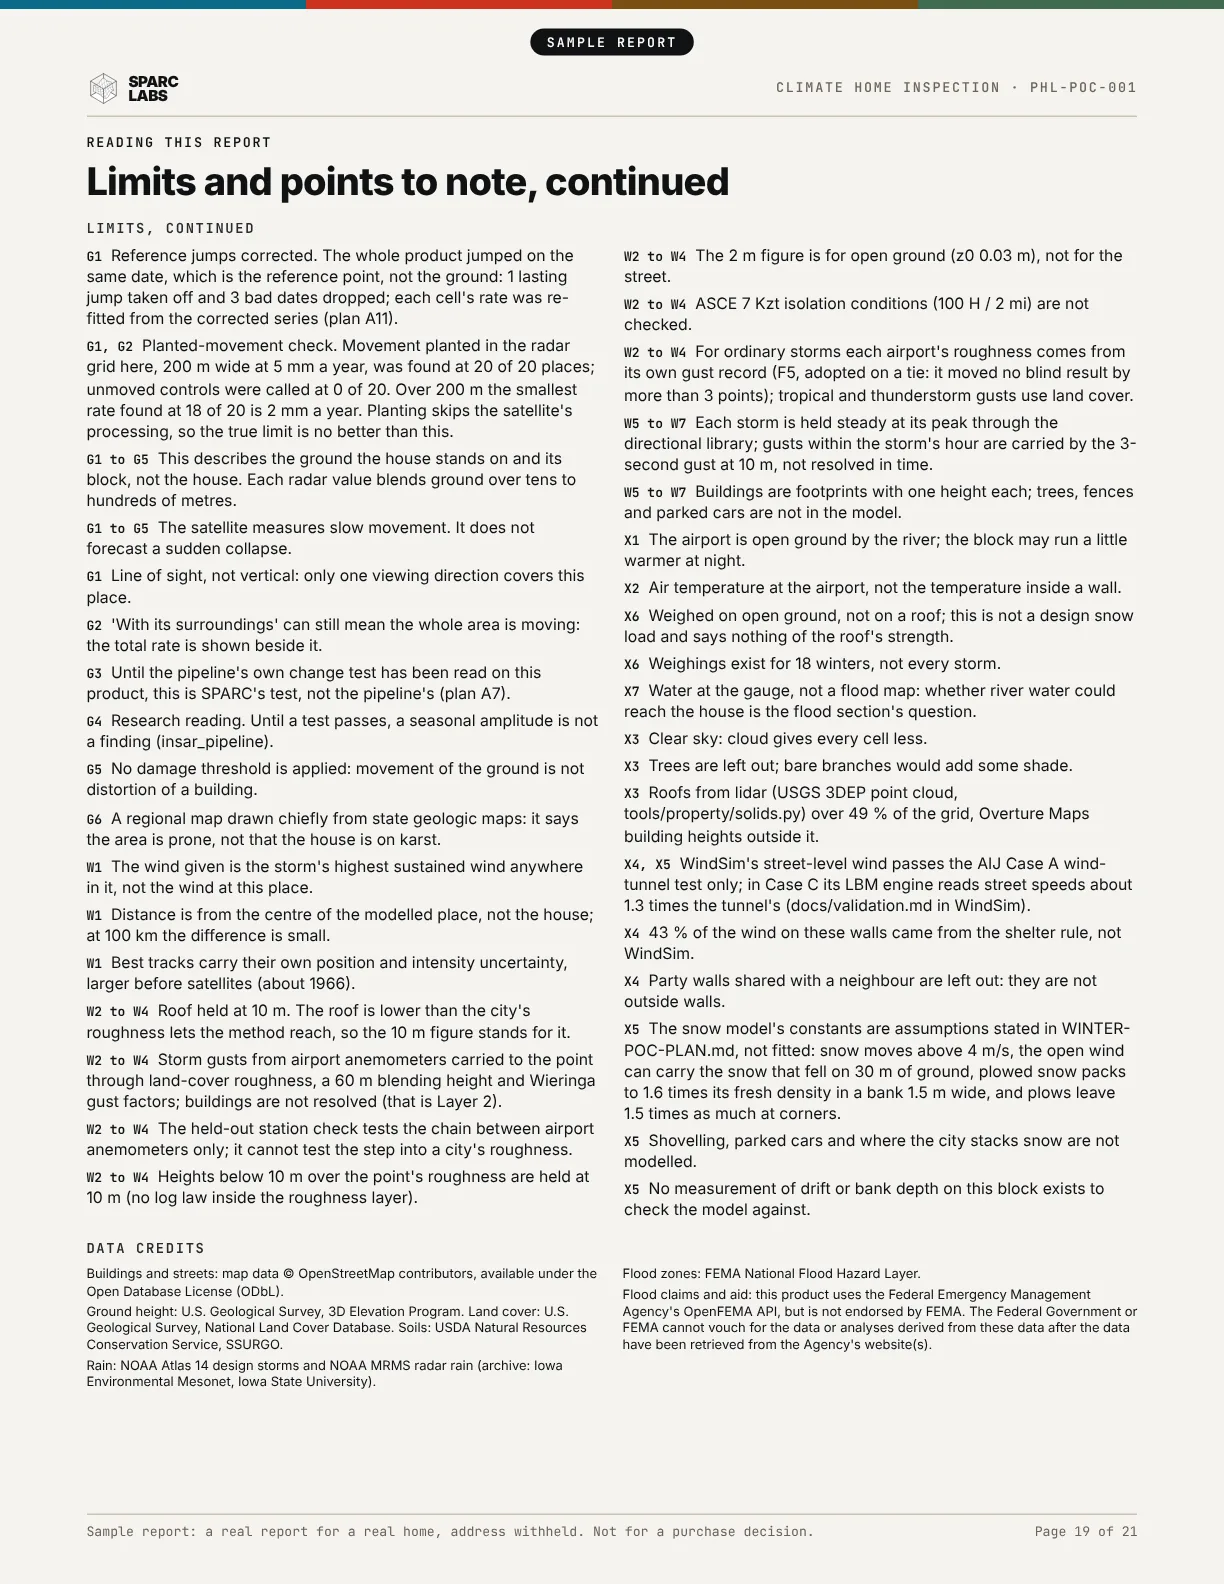 SAMPLE REPORT
SPARC
LABS
CLIMATE HOME INSPECTION · PHL-POC-001
READING THIS REPORT
Limits and points to note, continued
LIMITS, CONTINUED
G1 Reference jumps corrected. The whole product jumped on the
same date, which is the reference point, not the ground: 1 lasting
jump taken off and 3 bad dates dropped; each cell's rate was re-
fitted from the corrected series (plan A11).
G1, G2 Planted-movement check. Movement planted in the radar
grid here, 200 m wide at 5 mm a year, was found at 20 of 20 places;
unmoved controls were called at 0 of 20. Over 200 m the smallest
rate found at 18 of 20 is 2 mm a year. Planting skips the satellite's
processing, so the true limit is no better than this.
G1 to G5 This describes the ground the house stands on and its
block, not the house. Each radar value blends ground over tens to
hundreds of metres.
G1 to G5 The satellite measures slow movement. It does not
forecast a sudden collapse.
G1 Line of sight, not vertical: only one viewing direction covers this
place.
G2 'With its surroundings' can still mean the whole area is moving:
the total rate is shown beside it.
G3 Until the pipeline's own change test has been read on this
product, this is SPARC's test, not the pipeline's (plan A7).
G4 Research reading. Until a test passes, a seasonal amplitude is not
a finding (insar_pipeline).
G5 No damage threshold is applied: movement of the ground is not
distortion of a building.
G6 A regional map drawn chiefly from state geologic maps: it says
the area is prone, not that the house is on karst.
W1 The wind given is the storm's highest sustained wind anywhere
in it, not the wind at this place.
W1 Distance is from the centre of the modelled place, not the house;
at 100 km the difference is small.
W1 Best tracks carry their own position and intensity uncertainty,
larger before satellites (about 1966).
W2 to W4 Roof held at 10 m. The roof is lower than the city's
roughness lets the method reach, so the 10 m figure stands for it.
W2 to W4 Storm gusts from airport anemometers carried to the point
through land-cover roughness, a 60 m blending height and Wieringa
gust factors; buildings are not resolved (that is Layer 2).
W2 to W4 The held-out station check tests the chain between airport
anemometers only; it cannot test the step into a city's roughness.
W2 to W4 Heights below 10 m over the point's roughness are held at
10 m (no log law inside the roughness layer).
W2 to W4 The 2 m figure is for open ground (z0 0.03 m), not for the
street.
W2 to W4 ASCE 7 Kzt isolation conditions (100 H / 2 mi) are not
checked.
W2 to W4 For ordinary storms each airport's roughness comes from
its own gust record (F5, adopted on a tie: it moved no blind result by
more than 3 points); tropical and thunderstorm gusts use land cover.
W5 to W7 Each storm is held steady at its peak through the
directional library; gusts within the storm's hour are carried by the 3-
second gust at 10 m, not resolved in time.
W5 to W7 Buildings are footprints with one height each; trees, fences
and parked cars are not in the model.
X1 The airport is open ground by the river; the block may run a little
warmer at night.
X2 Air temperature at the airport, not the temperature inside a wall.
X6 Weighed on open ground, not on a roof; this is not a design snow
load and says nothing of the roof's strength.
X6 Weighings exist for 18 winters, not every storm.
X7 Water at the gauge, not a flood map: whether river water could
reach the house is the flood section's question.
X3 Clear sky: cloud gives every cell less.
X3 Trees are left out; bare branches would add some shade.
X3 Roofs from lidar (USGS 3DEP point cloud,
tools/property/solids.py) over 49 % of the grid, Overture Maps
building heights outside it.
X4, X5 WindSim's street-level wind passes the AIJ Case A wind-
tunnel test only; in Case C its LBM engine reads street speeds about
1.3 times the tunnel's (docs/validation.md in WindSim).
X4 43 % of the wind on these walls came from the shelter rule, not
WindSim.
X4 Party walls shared with a neighbour are left out: they are not
outside walls.
X5 The snow model's constants are assumptions stated in WINTER-
POC-PLAN.md, not fitted: snow moves above 4 m/s, the open wind
can carry the snow that fell on 30 m of ground, plowed snow packs
to 1.6 times its fresh density in a bank 1.5 m wide, and plows leave
1.5 times as much at corners.
X5 Shovelling, parked cars and where the city stacks snow are not
modelled.
X5 No measurement of drift or bank depth on this block exists to
check the model against.
DATA CREDITS
Buildings and streets: map data © OpenStreetMap contributors, available under the
Open Database License (ODbL).
Ground height: U.S. Geological Survey, 3D Elevation Program. Land cover: U.S.
Geological Survey, National Land Cover Database. Soils: USDA Natural Resources
Conservation Service, SSURGO.
Rain: NOAA Atlas 14 design storms and NOAA MRMS radar rain (archive: Iowa
Environmental Mesonet, Iowa State University).
Flood zones: FEMA National Flood Hazard Layer.
Flood claims and aid: this product uses the Federal Emergency Management
Agency's OpenFEMA API, but is not endorsed by FEMA. The Federal Government or
FEMA cannot vouch for the data or analyses derived from these data after the data
have been retrieved from the Agency's website(s).
Sample report: a real report for a real home, address withheld. Not for a purchase decision.
Page 19 of 21